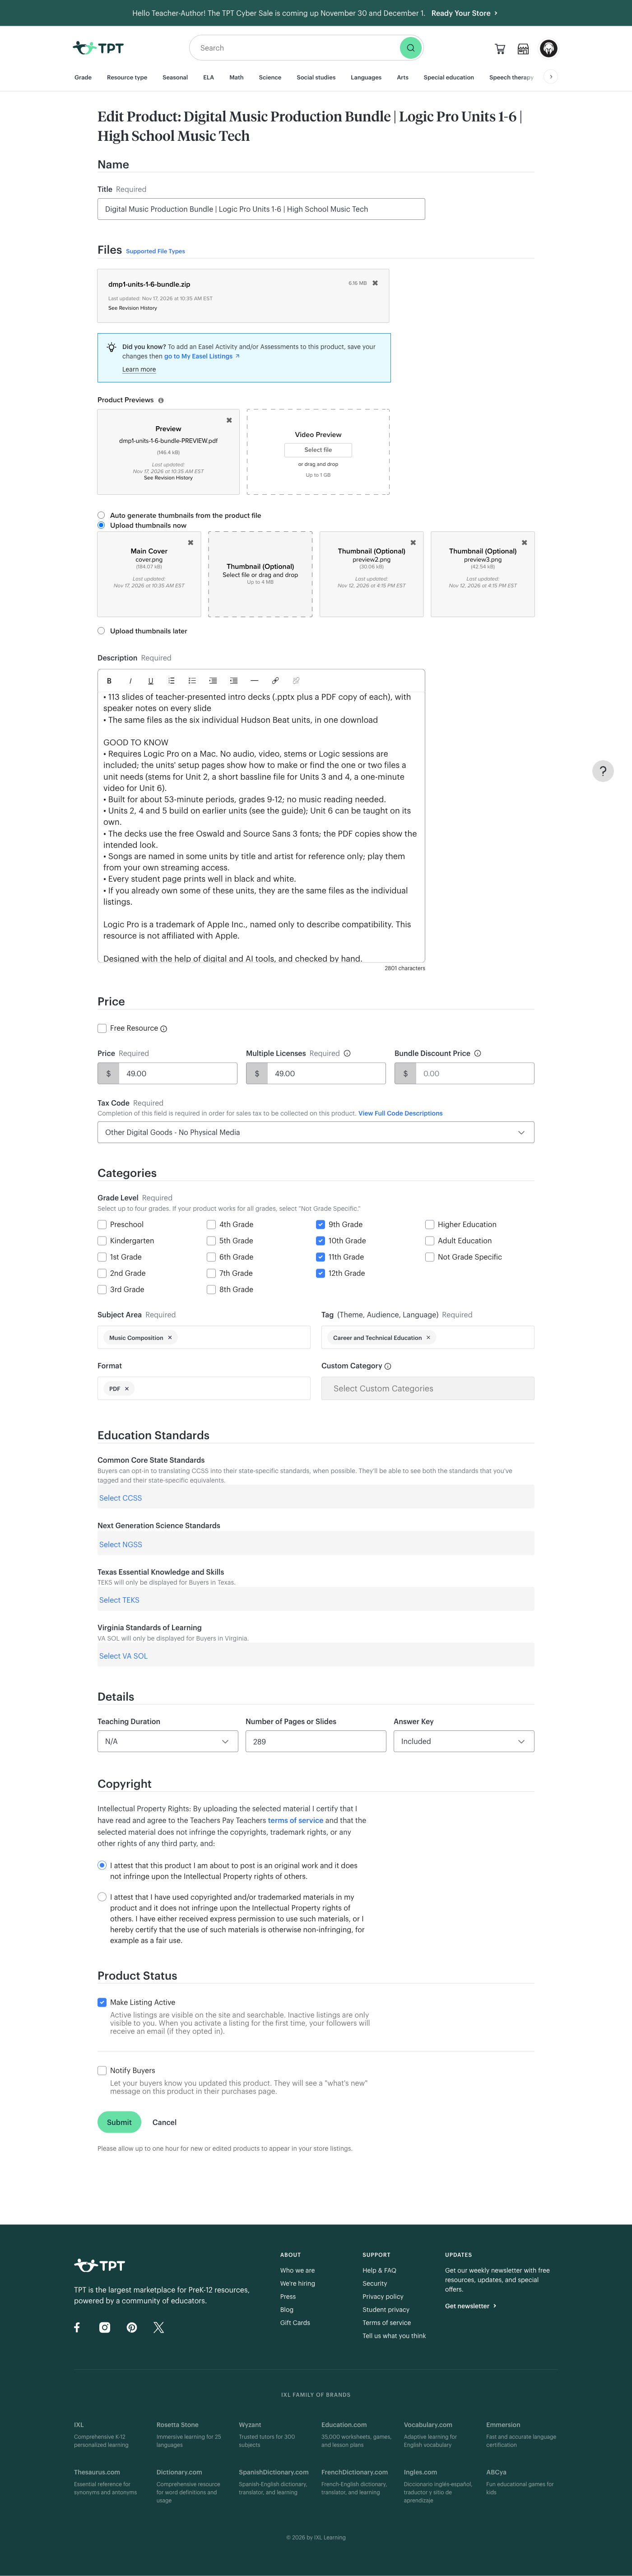 Hello Teacher-Author! The TPT Cyber Sale is coming up November 30 and December 1. Ready Your Store
TPT
Search
Grade Resource type Seasonal ELA Math Science Social studies Languages Arts Special education Speech therapy
Edit Product: Digital Music Production Bundle | Logic Pro Units 1-6 |
High School Music Tech
Name
Title Required
Digital Music Production Bundle | Logic Pro Units 1-6 | High School Music Tech
Files Supported File Types
dmp1-units-1-6-bundle.zip
6.16 MB
Last updated: Nov 17, 2026 at 10:35 AM EST
See Revision History
Did you know? To add an Easel Activity and/or Assessments to this product, save your
changes then go to My Easel Listings
Learn more
Product Previews
Preview
dmp1-units-1-6-bundle-PREVIEW.pdf
(146.4 kB)
Last updated:
Nov 17, 2026 at 10:35 AM EST
See Revision History
Video Preview
Select file
or drag and drop
Up to 1 GB
Auto generate thumbnails from the product file
Upload thumbnails now
Main Cover
cover.png
(184.07 kB)
Last updated:
Nov 17, 2026 at 10:35 AM EST
Thumbnail (Optional)
Select file or drag and drop
Up to 4 MB
Thumbnail (Optional)
preview2.png
(30.06 kB)
Last updated:
Nov 12, 2026 at 4:15 PM EST
Thumbnail (Optional)
preview3.png
(42.54 kB)
Last updated:
Nov 12, 2026 at 4:15 PM EST
Upload thumbnails later
Description Required
B I U
• 113 slides of teacher-presented intro decks (.pptx plus a PDF copy of each), with
speaker notes on every slide
• The same files as the six individual Hudson Beat units, in one download
GOOD TO KNOW
• Requires Logic Pro on a Mac. No audio, video, stems or Logic sessions are
included; the units' setup pages show how to make or find the one or two files a
unit needs (stems for Unit 2, a short bassline file for Units 3 and 4, a one-minute
video for Unit 6).
• Built for about 53-minute periods, grades 9-12; no music reading needed.
• Units 2, 4 and 5 build on earlier units (see the guide); Unit 6 can be taught on its
own.
• The decks use the free Oswald and Source Sans 3 fonts; the PDF copies show the
intended look.
• Songs are named in some units by title and artist for reference only; play them
from your own streaming access.
• Every student page prints well in black and white.
• If you already own some of these units, they are the same files as the individual
listings.
Logic Pro is a trademark of Apple Inc., named only to describe compatibility. This
resource is not affiliated with Apple.
Designed with the help of digital and AI tools, and checked by hand.
2801 characters
?
Price
Free Resource
Price Required
$ 49.00
Multiple Licenses Required
$ 49.00
Bundle Discount Price
$ 0.00
Tax Code Required
Completion of this field is required in order for sales tax to be collected on this product. View Full Code Descriptions
Other Digital Goods - No Physical Media
Categories
Grade Level Required
Select up to four grades. If your product works for all grades, select "Not Grade Specific."
Preschool 4th Grade 9th Grade Higher Education
Kindergarten 5th Grade 10th Grade Adult Education
1st Grade 6th Grade 11th Grade Not Grade Specific
2nd Grade 7th Grade 12th Grade
3rd Grade 8th Grade
Subject Area Required
Music Composition
Tag (Theme, Audience, Language) Required
Career and Technical Education
Format
PDF
Custom Category
Select Custom Categories
Education Standards
Common Core State Standards
Buyers can opt-in to translating CCSS into their state-specific standards, when possible. They'll be able to see both the standards that you've
tagged and their state-specific equivalents.
Select CCSS
Next Generation Science Standards
Select NGSS
Texas Essential Knowledge and Skills
TEKS will only be displayed for Buyers in Texas.
Select TEKS
Virginia Standards of Learning
VA SOL will only be displayed for Buyers in Virginia.
Select VA SOL
Details
Teaching Duration
N/A
Number of Pages or Slides
289
Answer Key
Included
Copyright
Intellectual Property Rights: By uploading the selected material I certify that I
have read and agree to the Teachers Pay Teachers terms of service and that the
selected material does not infringe the copyrights, trademark rights, or any
other rights of any third party, and:
I attest that this product I am about to post is an original work and it does
not infringe upon the Intellectual Property rights of others.
I attest that I have used copyrighted and/or trademarked materials in my
product and it does not infringe upon the Intellectual Property rights of
others. I have either received express permission to use such materials, or I
hereby certify that the use of such materials is otherwise non-infringing, for
example as a fair use.
Product Status
Make Listing Active
Active listings are visible on the site and searchable. Inactive listings are only
visible to you. When you activate a listing for the first time, your followers will
receive an email (if they opted in).
Notify Buyers
Let your buyers know you updated this product. They will see a "what's new"
message on this product in their purchases page.
Submit Cancel
Please allow up to one hour for new or edited products to appear in your store listings.
TPT
TPT is the largest marketplace for PreK-12 resources,
powered by a community of educators.
ABOUT
Who we are
We're hiring
Press
Blog
Gift Cards
SUPPORT
Help & FAQ
Security
Privacy policy
Student privacy
Terms of service
Tell us what you think
UPDATES
Get our weekly newsletter with free
resources, updates, and special
offers.
Get newsletter
IXL FAMILY OF BRANDS
IXL
Comprehensive K-12
personalized learning
Rosetta Stone
Immersive learning for 25
languages
Wyzant
Trusted tutors for 300
subjects
Education.com
35,000 worksheets, games,
and lesson plans
Vocabulary.com
Adaptive learning for
English vocabulary
Emmersion
Fast and accurate language
certification
Thesaurus.com
Essential reference for
synonyms and antonyms
Dictionary.com
Comprehensive resource
for word definitions and
usage
SpanishDictionary.com
Spanish-English dictionary,
translator, and learning
FrenchDictionary.com
French-English dictionary,
translator, and learning
Ingles.com
Diccionario inglés-español,
traductor y sitio de
aprendizaje
ABCya
Fun educational games for
kids
© 2026 by IXL Learning